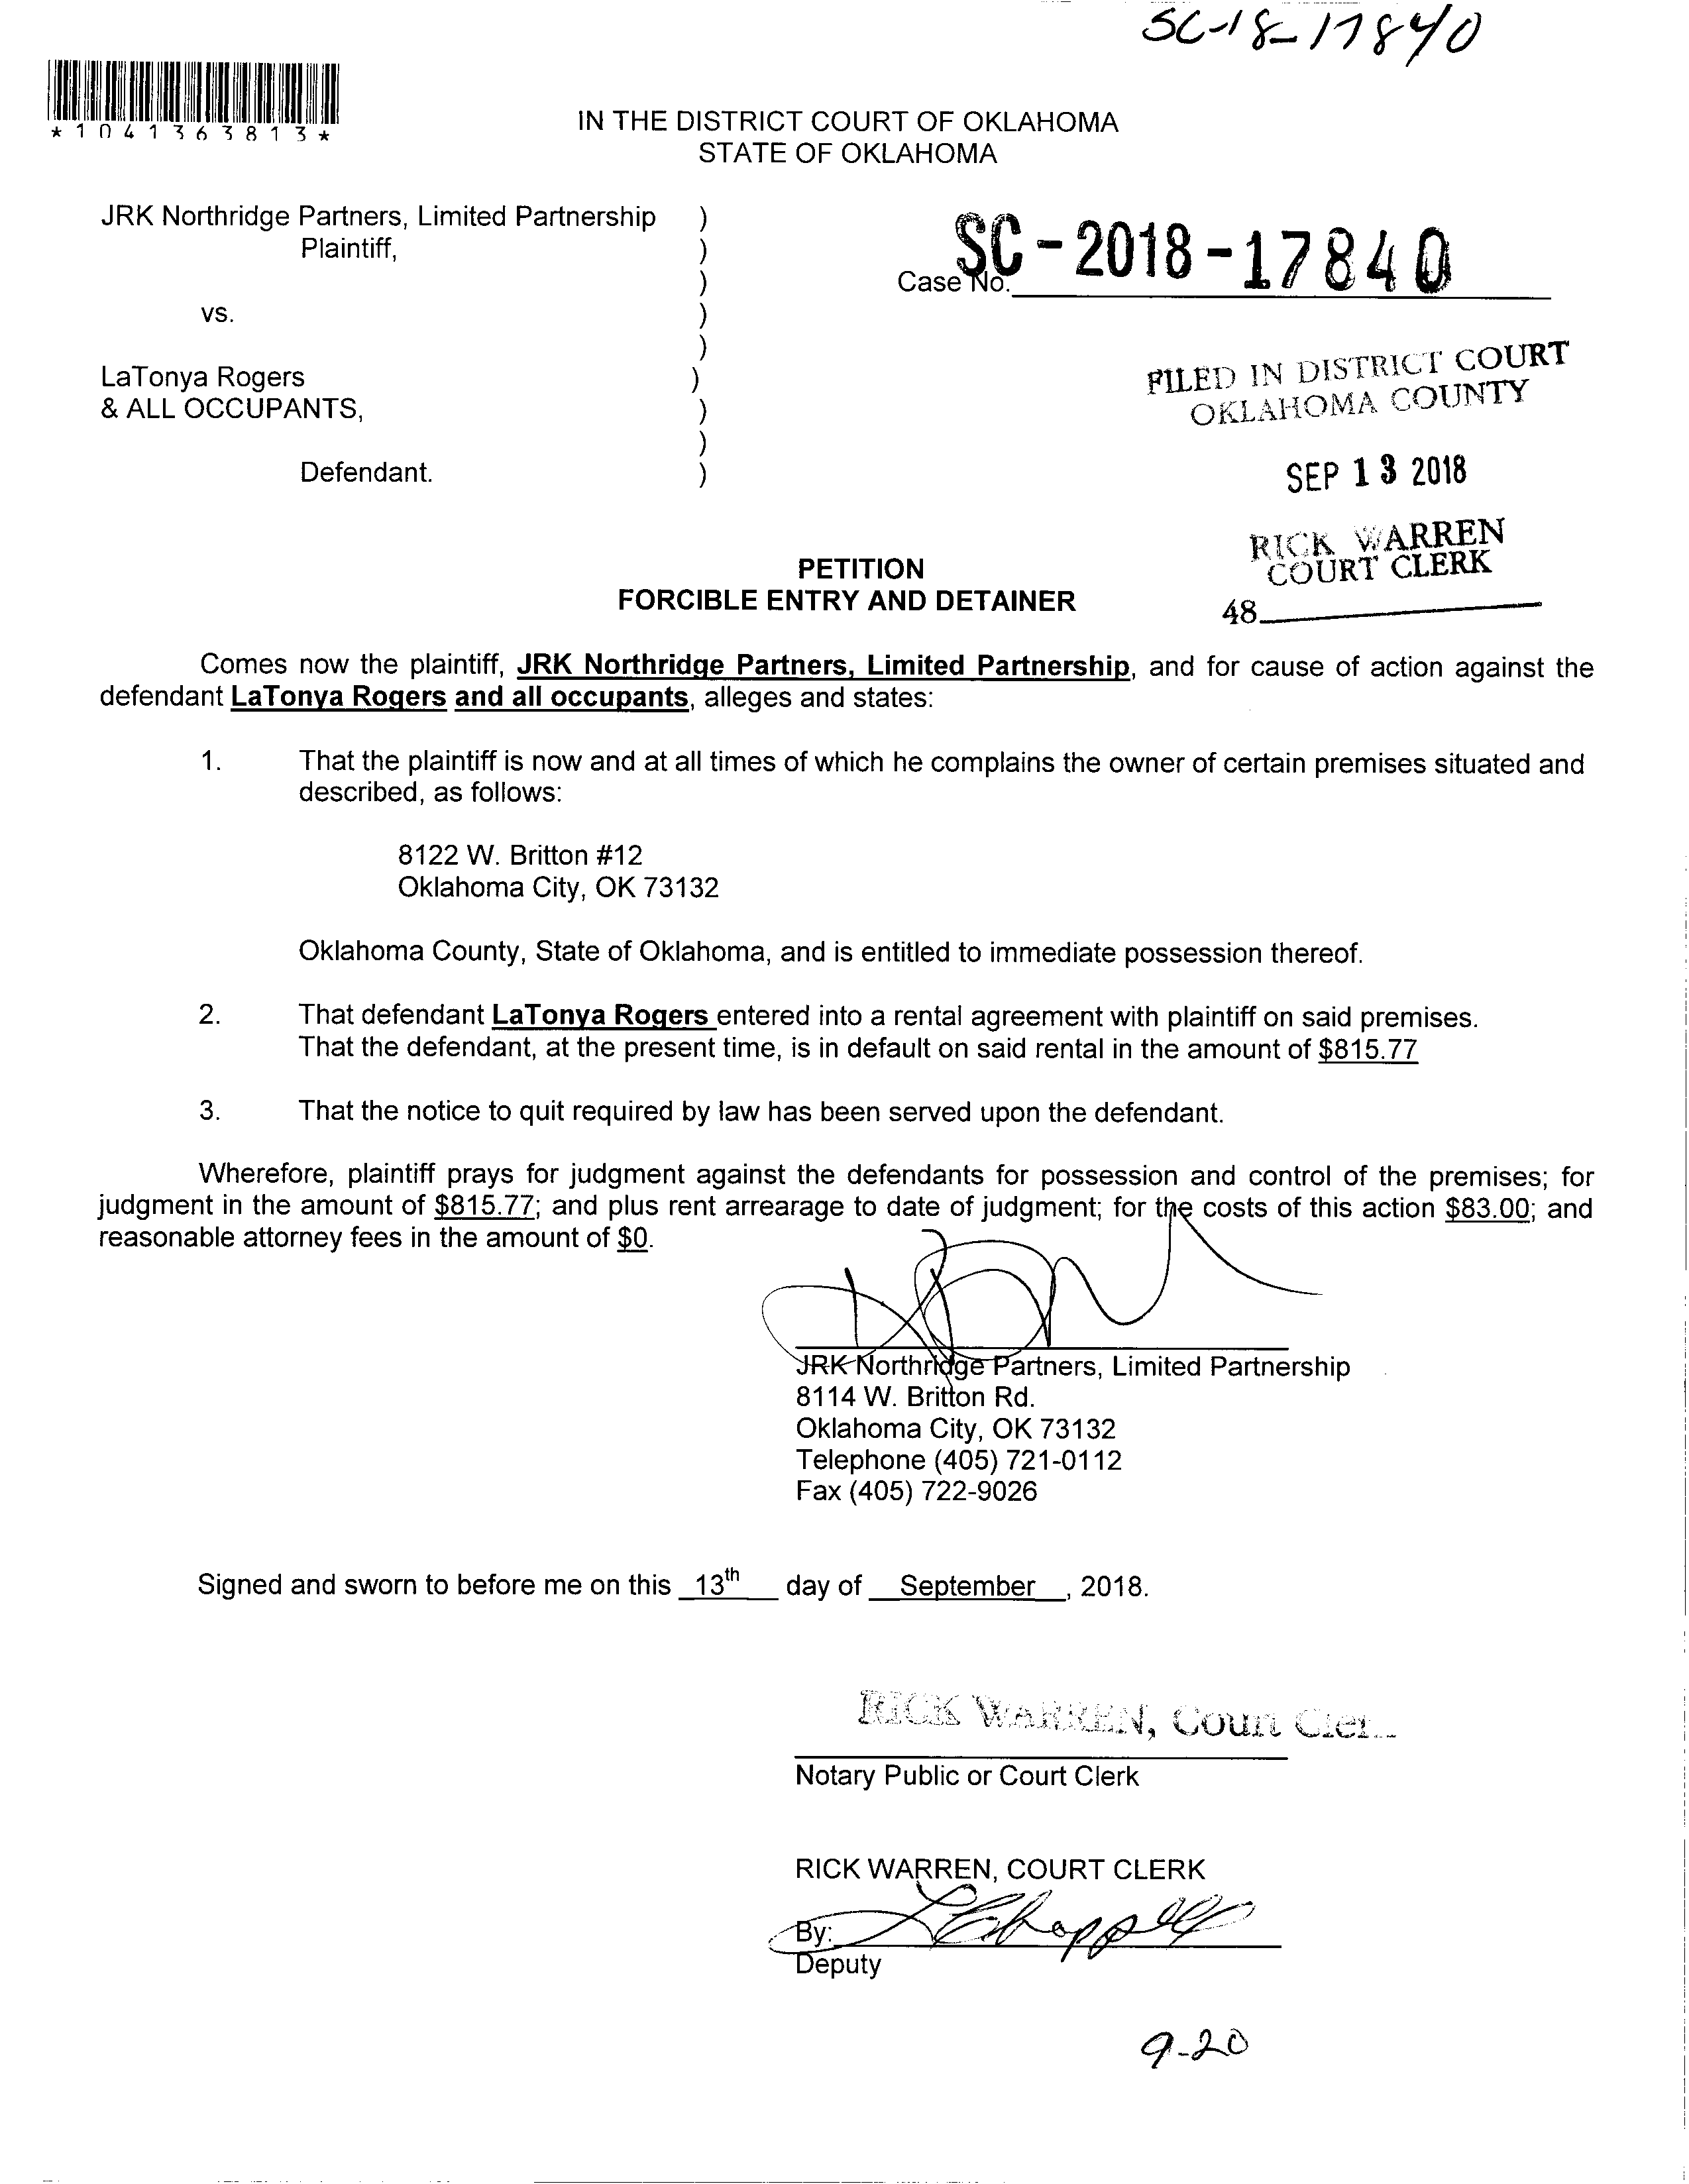 SC-18-17840
*1041363813*
IN THE DISTRICT COURT OF OKLAHOMA
STATE OF OKLAHOMA
JRK Northridge Partners, Limited Partnership )
Plaintiff, )
)
vs. )
)
LaTonya Rogers )
& ALL OCCUPANTS, )
)
Defendant. )
Case No. SC-2018-17840
FILED IN DISTRICT COURT
OKLAHOMA COUNTY
SEP 13 2018
RICK WARREN
COURT CLERK
48
PETITION
FORCIBLE ENTRY AND DETAINER
Comes now the plaintiff, JRK Northridge Partners, Limited Partnership, and for cause of action against the
defendant LaTonya Rogers and all occupants, alleges and states:
1. That the plaintiff is now and at all times of which he complains the owner of certain premises situated and
described, as follows:
8122 W. Britton #12
Oklahoma City, OK 73132
Oklahoma County, State of Oklahoma, and is entitled to immediate possession thereof.
2. That defendant LaTonya Rogers entered into a rental agreement with plaintiff on said premises.
That the defendant, at the present time, is in default on said rental in the amount of $815.77
3. That the notice to quit required by law has been served upon the defendant.
Wherefore, plaintiff prays for judgment against the defendants for possession and control of the premises; for
judgment in the amount of $815.77; and plus rent arrearage to date of judgment; for the costs of this action $83.00; and
reasonable attorney fees in the amount of $0.
JRK Northridge Partners, Limited Partnership
8114 W. Britton Rd.
Oklahoma City, OK 73132
Telephone (405) 721-0112
Fax (405) 722-9026
Signed and sworn to before me on this 13th day of September, 2018.
RICK WARREN, Court Cler
Notary Public or Court Clerk
RICK WARREN, COURT CLERK
By:
Deputy
9-20